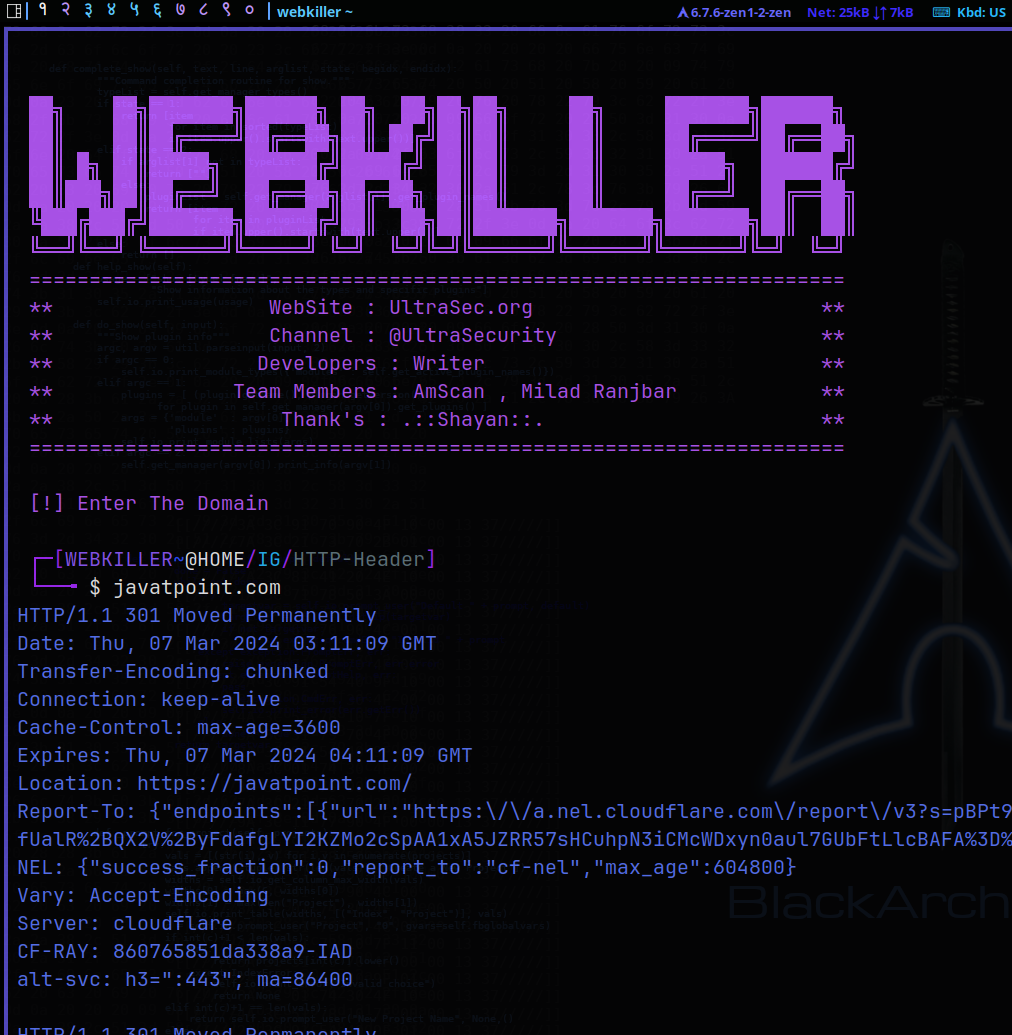 १ २ ३ ४ ५ ६ ७ ८ ९ ० | webkiller ~ 6.7.6-zen1-2-zen Net: 25kB ↓↑ 7kB Kbd: US
WEBKILLER
====================================================================
** WebSite : UltraSec.org **
** Channel : @UltraSecurity **
** Developers : Writer **
** Team Members : AmScan , Milad Ranjbar **
** Thank's : .::Shayan::. **
====================================================================
[!] Enter The Domain
┌─[WEBKILLER~@HOME/IG/HTTP-Header]
└──╼ $ javatpoint.com
HTTP/1.1 301 Moved Permanently
Date: Thu, 07 Mar 2024 03:11:09 GMT
Transfer-Encoding: chunked
Connection: keep-alive
Cache-Control: max-age=3600
Expires: Thu, 07 Mar 2024 04:11:09 GMT
Location: https://javatpoint.com/
Report-To: {"endpoints":[{"url":"https:\/\/a.nel.cloudflare.com\/report\/v3?s=pBPt9
fUalR%2BQX2V%2ByFdafgLYI2KZMo2cSpAA1xA5JZRR57sHCuhpN3iCMcWDxyn0aul7GUbFtLlcBAFA%3D%
NEL: {"success_fraction":0,"report_to":"cf-nel","max_age":604800}
Vary: Accept-Encoding
Server: cloudflare
CF-RAY: 860765851da338a9-IAD
alt-svc: h3=":443"; ma=86400
HTTP/1.1 301 Moved Permanently
BlackArch